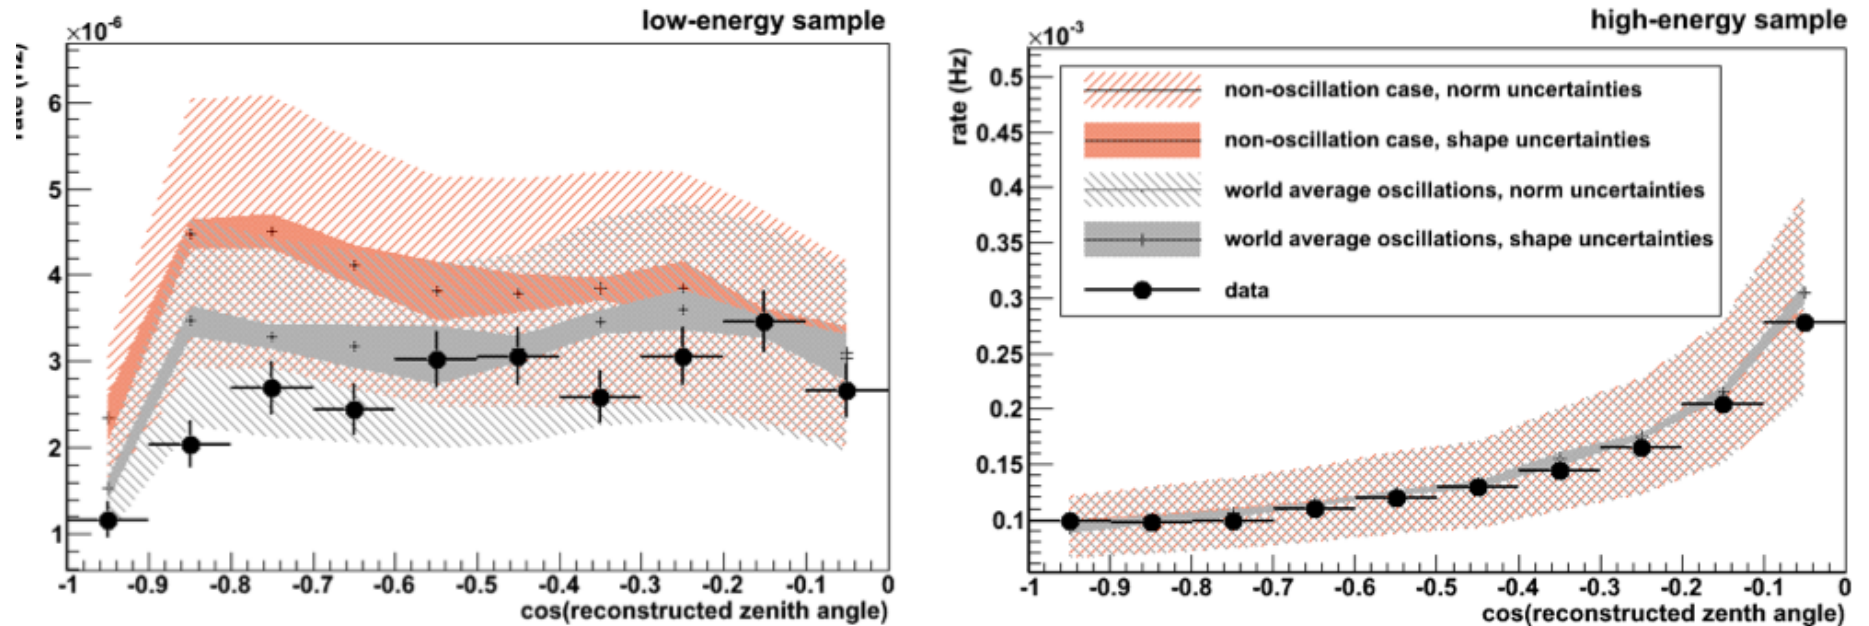 low-energy sample
×10⁻⁶
rate (Hz)
6
5
4
3
2
1
-1 -0.9 -0.8 -0.7 -0.6 -0.5 -0.4 -0.3 -0.2 -0.1 0
cos(reconstructed zenith angle)
high-energy sample
×10⁻³
rate (Hz)
0.5
0.45
0.4
0.35
0.3
0.25
0.2
0.15
0.1
non-oscillation case, norm uncertainties
non-oscillation case, shape uncertainties
world average oscillations, norm uncertainties
world average oscillations, shape uncertainties
data
-1 -0.9 -0.8 -0.7 -0.6 -0.5 -0.4 -0.3 -0.2 -0.1 0
cos(reconstructed zenth angle)